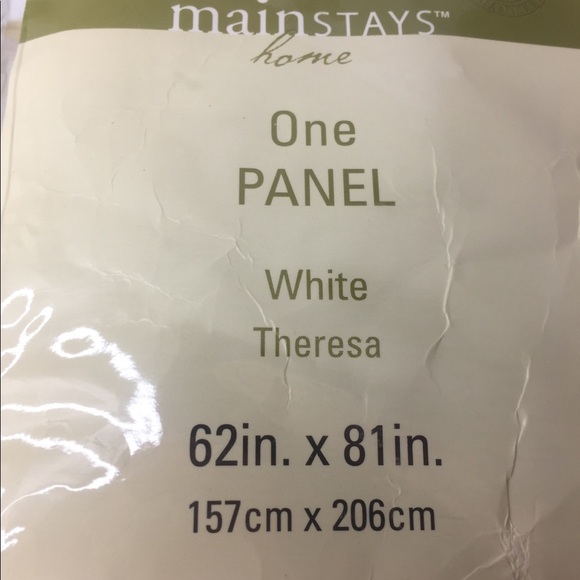 mainSTAYS™
home
One
PANEL
White
Theresa
62in. x 81in.
157cm x 206cm